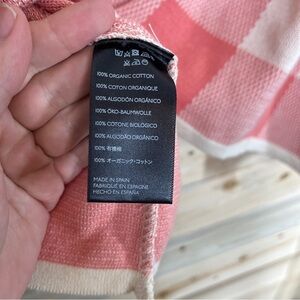 100% ORGANIC COTTON
100% COTON ORGANIQUE
100% ALGODÓN ORGÁNICO
100% ÖKO-BAUMWOLLE
100% COTONE BIOLOGICO
100% ALGODÃO ORGÂNICO
100% 有機棉
100% オーガニック・コットン
MADE IN SPAIN
FABRIQUÉ EN ESPAGNE
HECHO EN ESPAÑA